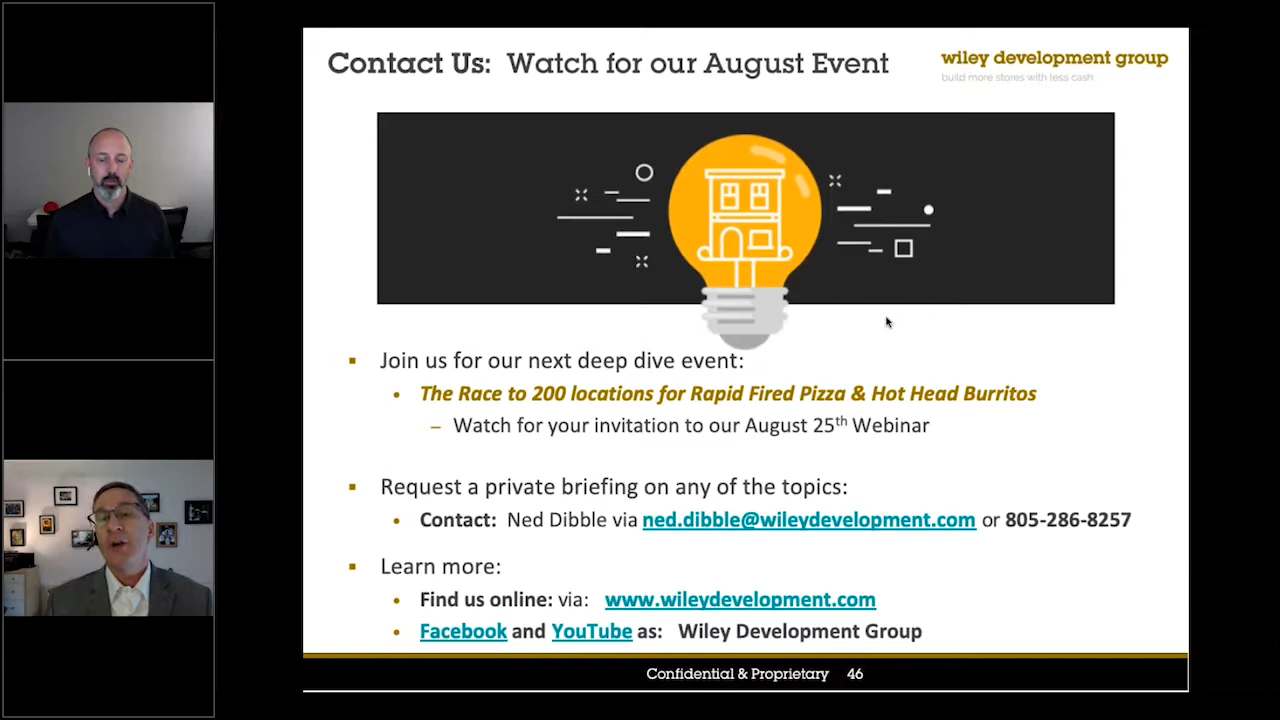 Contact Us: Watch for our August Event
wiley development group
build more stores with less cash
▪ Join us for our next deep dive event:
• The Race to 200 locations for Rapid Fired Pizza & Hot Head Burritos
– Watch for your invitation to our August 25th Webinar
▪ Request a private briefing on any of the topics:
• Contact: Ned Dibble via ned.dibble@wileydevelopment.com or 805-286-8257
▪ Learn more:
• Find us online: via: www.wileydevelopment.com
• Facebook and YouTube as: Wiley Development Group
Confidential & Proprietary 46